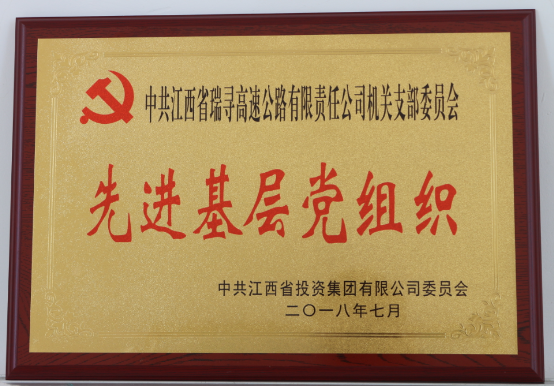 中共江西省瑞寻高速公路有限责任公司机关支部委员会
先进基层党组织
中共江西省投资集团有限公司委员会
二〇一八年七月